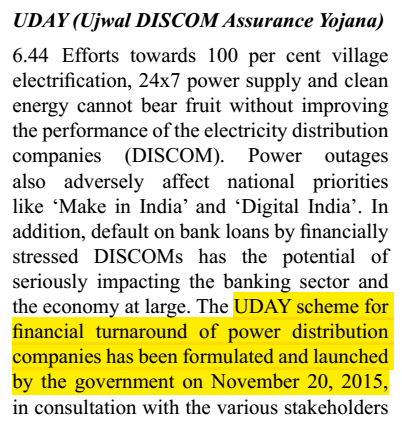 UDAY (Ujwal DISCOM Assurance Yojana)
6.44 Efforts towards 100 per cent village
electrification, 24x7 power supply and clean
energy cannot bear fruit without improving
the performance of the electricity distribution
companies (DISCOM). Power outages
also adversely affect national priorities
like ‘Make in India’ and ‘Digital India’. In
addition, default on bank loans by financially
stressed DISCOMs has the potential of
seriously impacting the banking sector and
the economy at large. The UDAY scheme for
financial turnaround of power distribution
companies has been formulated and launched
by the government on November 20, 2015,
in consultation with the various stakeholders